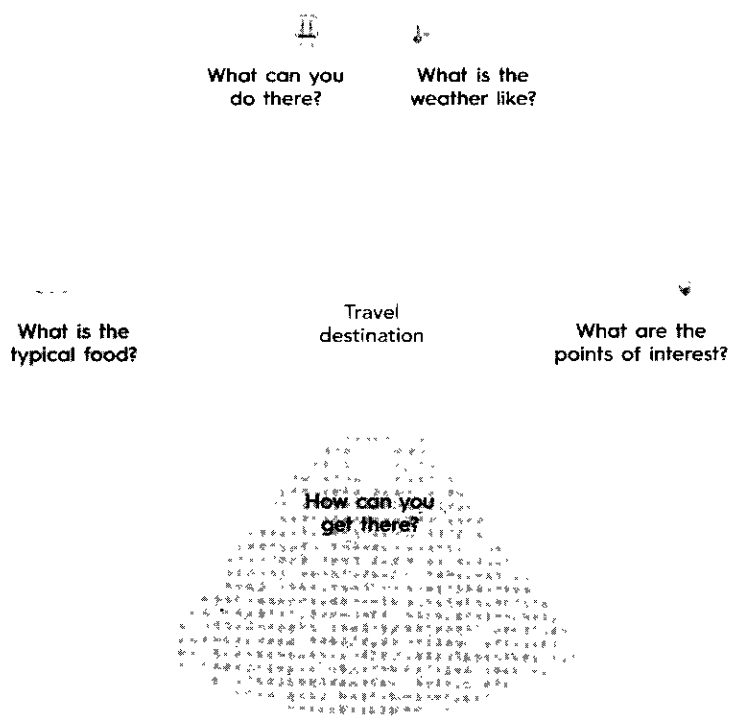 What can you
do there?
What is the
weather like?
What is the
typical food?
Travel
destination
What are the
points of interest?
How can you
get there?